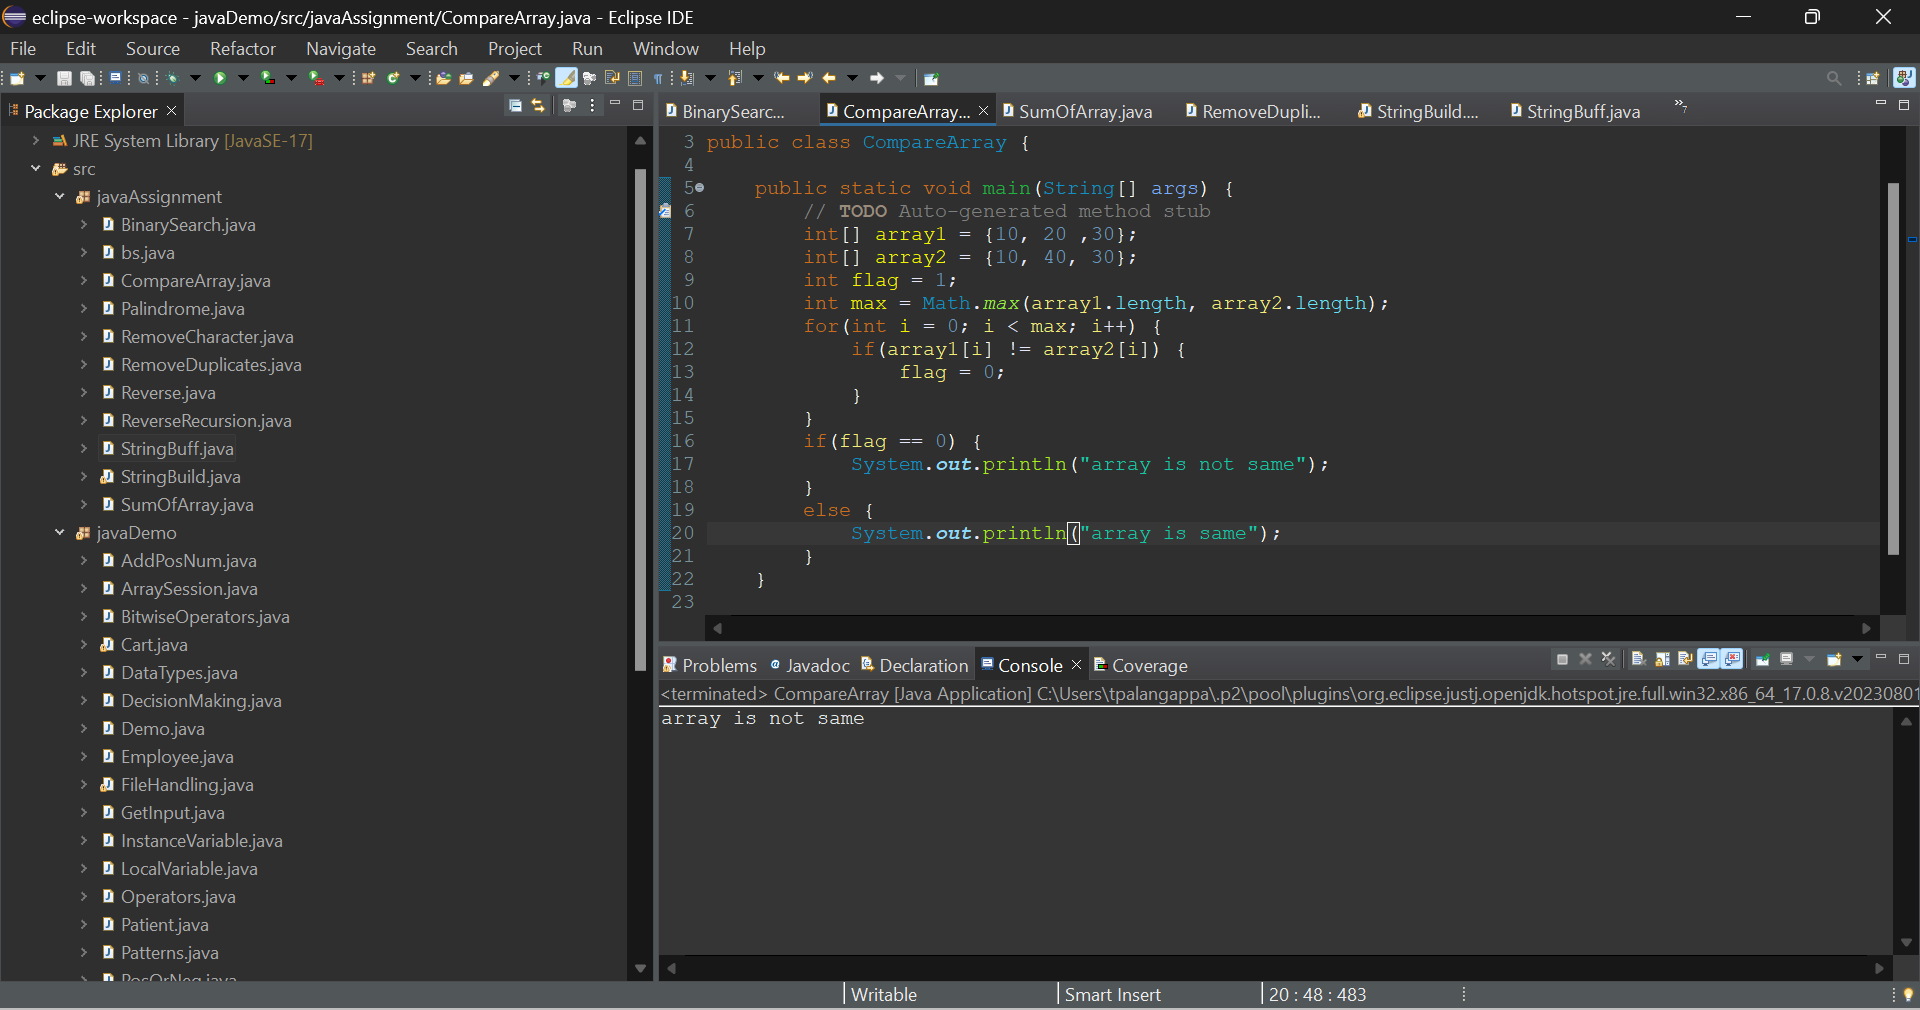 eclipse-workspace - javaDemo/src/javaAssignment/CompareArray.java - Eclipse IDE
File Edit Source Refactor Navigate Search Project Run Window Help
Package Explorer
JRE System Library [JavaSE-17]
src
javaAssignment
BinarySearch.java
bs.java
CompareArray.java
Palindrome.java
RemoveCharacter.java
RemoveDuplicates.java
Reverse.java
ReverseRecursion.java
StringBuff.java
StringBuild.java
SumOfArray.java
javaDemo
AddPosNum.java
ArraySession.java
BitwiseOperators.java
Cart.java
DataTypes.java
DecisionMaking.java
Demo.java
Employee.java
FileHandling.java
GetInput.java
InstanceVariable.java
LocalVariable.java
Operators.java
Patient.java
Patterns.java
PosOrNeg.java
BinarySearc... CompareArray... SumOfArray.java RemoveDupli... StringBuild.... StringBuff.java »7
3 public class CompareArray {
4
5 public static void main(String[] args) {
6 // TODO Auto-generated method stub
7 int[] array1 = {10, 20 ,30};
8 int[] array2 = {10, 40, 30};
9 int flag = 1;
10 int max = Math.max(array1.length, array2.length);
11 for(int i = 0; i < max; i++) {
12 if(array1[i] != array2[i]) {
13 flag = 0;
14 }
15 }
16 if(flag == 0) {
17 System.out.println("array is not same");
18 }
19 else {
20 System.out.println("array is same");
21 }
22 }
23
Problems Javadoc Declaration Console Coverage
<terminated> CompareArray [Java Application] C:\Users\tpalangappa\.p2\pool\plugins\org.eclipse.justj.openjdk.hotspot.jre.full.win32.x86_64_17.0.8.v20230801
array is not same
Writable Smart Insert 20 : 48 : 483